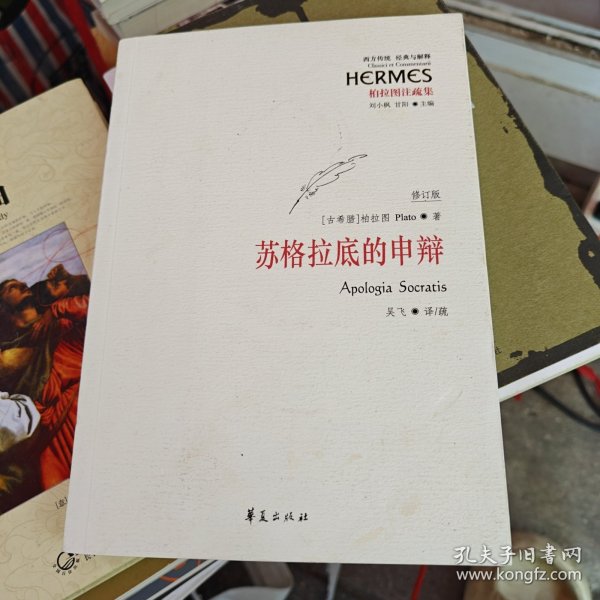 西方传统 经典与解释
Classici et Commentarii
HERMES
柏拉图注疏集
刘小枫 甘阳◉主编
修订版
[古希腊]柏拉图 Plato ◉ 著
苏格拉底的申辩
Apologia Socratis
吴飞 ◉ 译/疏
华夏出版社
孔夫子旧书网
www.kongfz.com